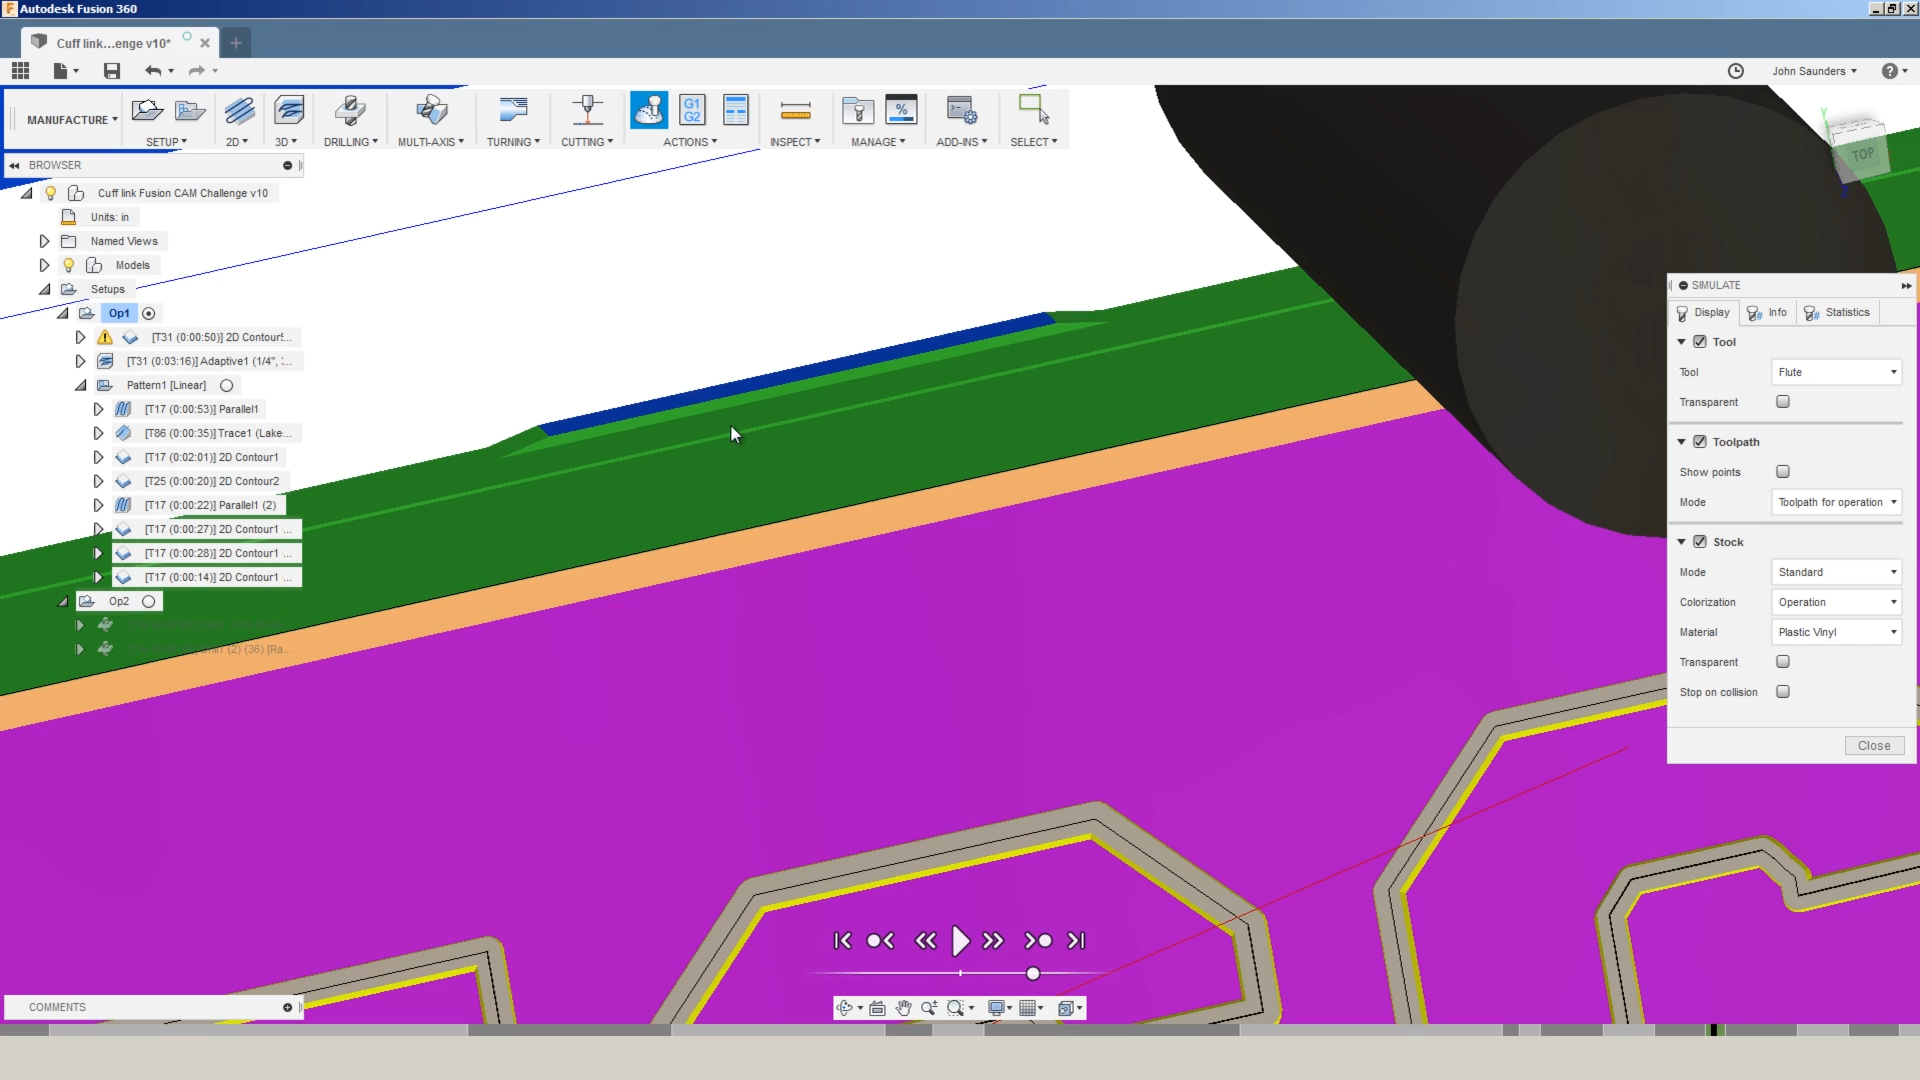 Autodesk Fusion 360
Cuff link...enge v10*
John Saunders
MANUFACTURE
SETUP
2D
3D
DRILLING
MULTI-AXIS
TURNING
CUTTING
G1
G2
ACTIONS
INSPECT
MANAGE
ADD-INS
SELECT
TOP
BROWSER
Cuff link Fusion CAM Challenge v10
Units: in
Named Views
Models
Setups
Op1
[T31 (0:00:50)] 2D Contour5...
[T31 (0:03:16)] Adaptive1 (1/4", ...
Pattern1 [Linear]
[T17 (0:00:53)] Parallel1
[T86 (0:00:35)] Trace1 (Lake...
[T17 (0:02:01)] 2D Contour1
[T25 (0:00:20)] 2D Contour2
[T17 (0:00:22)] Parallel1 (2)
[T17 (0:00:27)] 2D Contour1 ...
[T17 (0:00:28)] 2D Contour1 ...
[T17 (0:00:14)] 2D Contour1 ...
Op2
(2) (36) [Ra...
SIMULATE
Display
Info
Statistics
Tool
Tool Flute
Transparent
Toolpath
Show points
Mode Toolpath for operation
Stock
Mode Standard
Colorization Operation
Material Plastic Vinyl
Transparent
Stop on collision
Close
COMMENTS